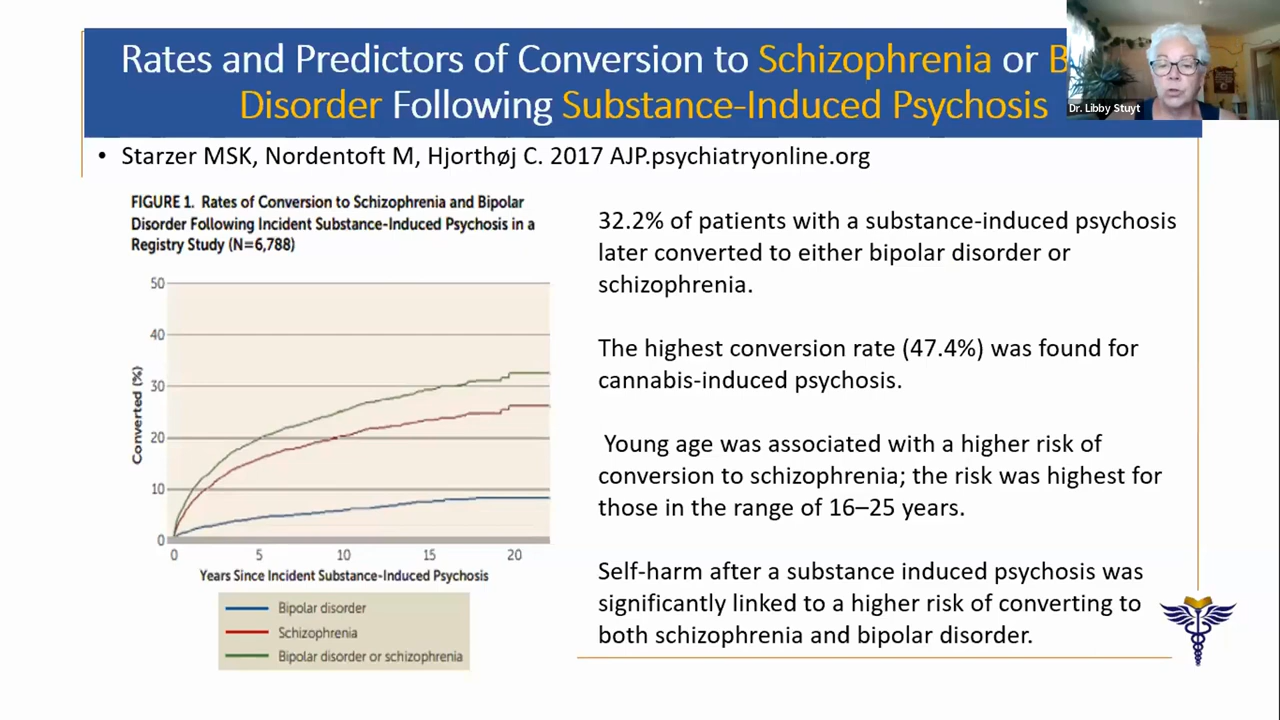 Rates and Predictors of Conversion to Schizophrenia or
Disorder Following Substance-Induced Psychosis
Dr. Libby Stuyt
• Starzer MSK, Nordentoft M, Hjorthøj C. 2017 AJP.psychiatryonline.org
FIGURE 1. Rates of Conversion to Schizophrenia and Bipolar
Disorder Following Incident Substance-Induced Psychosis in a
Registry Study (N=6,788)
50
40
30
20
10
0
Converted (%)
0 5 10 15 20
Years Since Incident Substance-Induced Psychosis
Bipolar disorder
Schizophrenia
Bipolar disorder or schizophrenia
32.2% of patients with a substance-induced psychosis
later converted to either bipolar disorder or
schizophrenia.
The highest conversion rate (47.4%) was found for
cannabis-induced psychosis.
Young age was associated with a higher risk of
conversion to schizophrenia; the risk was highest for
those in the range of 16–25 years.
Self-harm after a substance induced psychosis was
significantly linked to a higher risk of converting to
both schizophrenia and bipolar disorder.